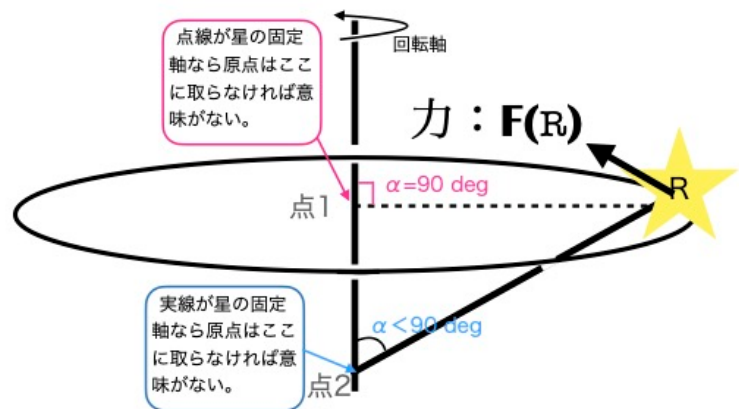 点線が星の固定
軸なら原点はここ
に取らなければ意
味がない。
回転軸
力：F(R)
R
α=90 deg
点1
実線が星の固定
軸なら原点はここ
に取らなければ意
味がない。
α＜90 deg
点2